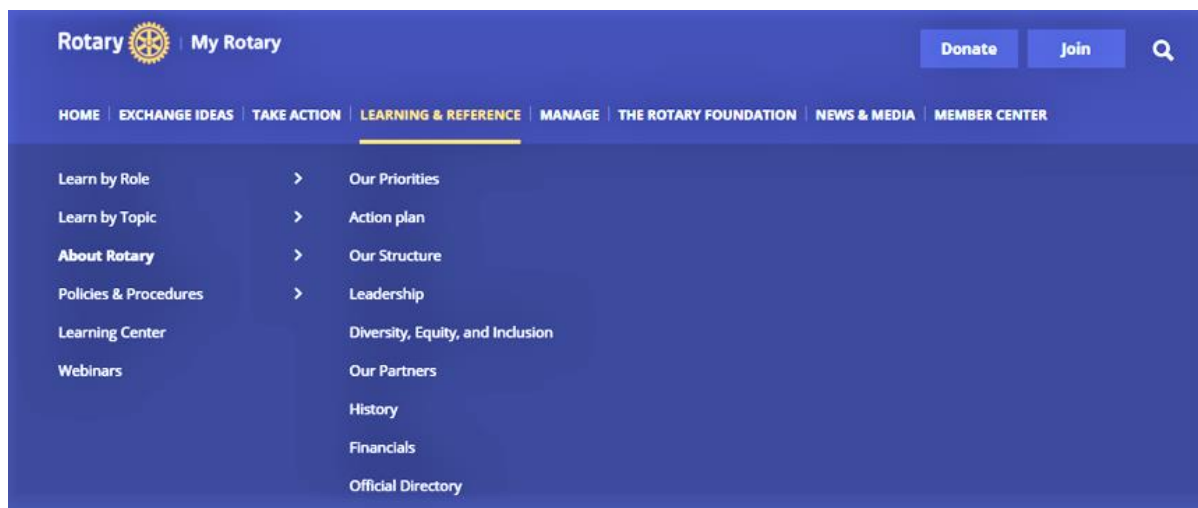 Rotary My Rotary
Donate Join
HOME EXCHANGE IDEAS TAKE ACTION LEARNING & REFERENCE MANAGE THE ROTARY FOUNDATION NEWS & MEDIA MEMBER CENTER
Learn by Role
Learn by Topic
About Rotary
Policies & Procedures
Learning Center
Webinars
Our Priorities
Action plan
Our Structure
Leadership
Diversity, Equity, and Inclusion
Our Partners
History
Financials
Official Directory